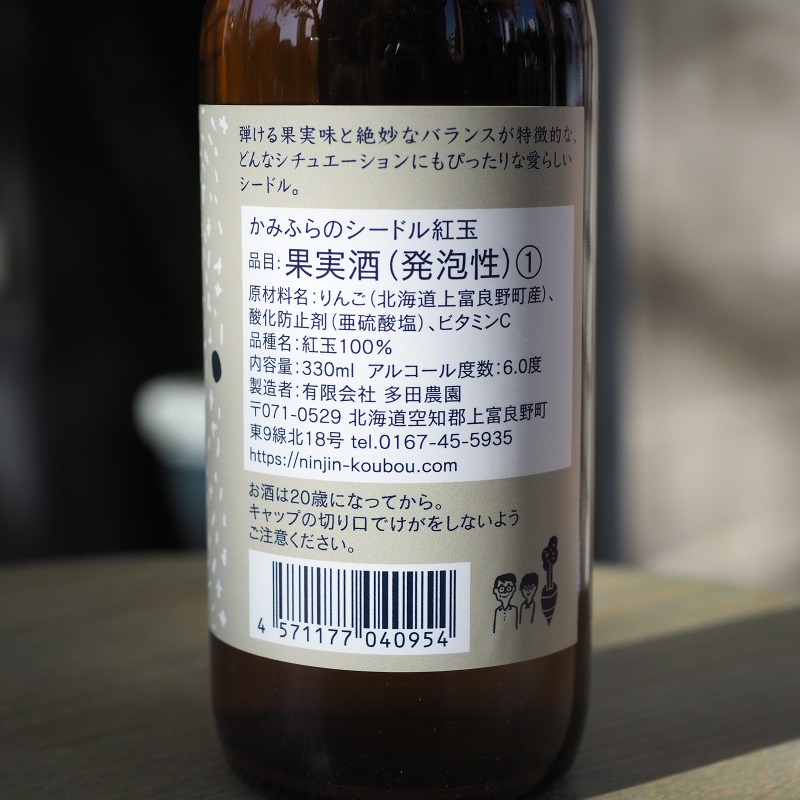 弾ける果実味と絶妙なバランスが特徴的な、
どんなシチュエーションにもぴったりな愛らしい
シードル。
かみふらのシードル紅玉
品目:果実酒(発泡性)①
原材料名:りんご(北海道上富良野町産)、
酸化防止剤(亜硫酸塩)、ビタミンC
品種名:紅玉100%
内容量:330ml アルコール度数:6.0度
製造者:有限会社 多田農園
〒071-0529 北海道空知郡上富良野町
東9線北18号 tel.0167-45-5935
https://ninjin-koubou.com
お酒は20歳になってから。
キャップの切り口でけがをしないよう
ご注意ください。
4 571177 040954